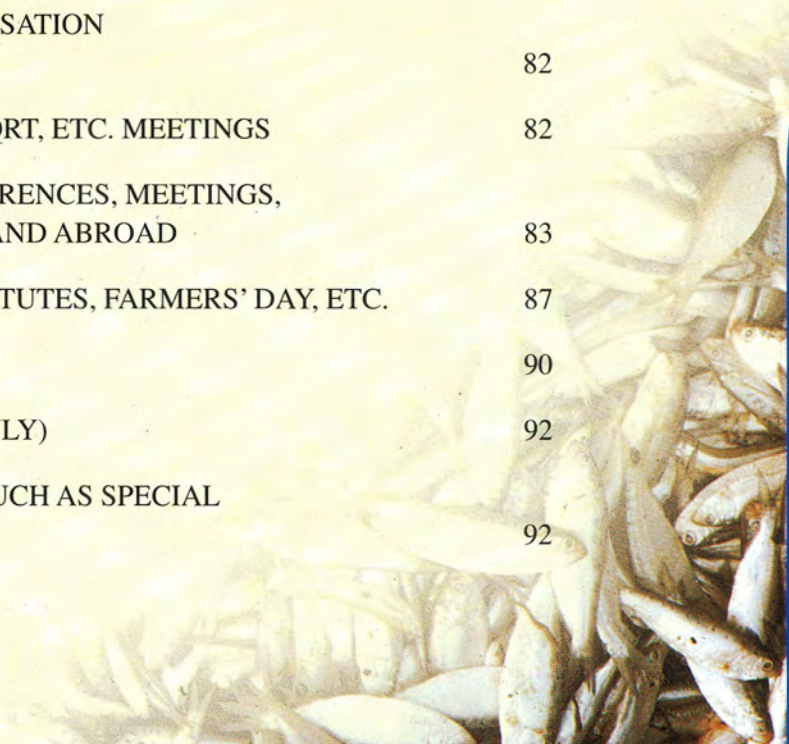 SATION
82
QRT, ETC. MEETINGS 82
RENCES, MEETINGS,
AND ABROAD 83
TUTES, FARMERS' DAY, ETC. 87
90
LY) 92
UCH AS SPECIAL
92